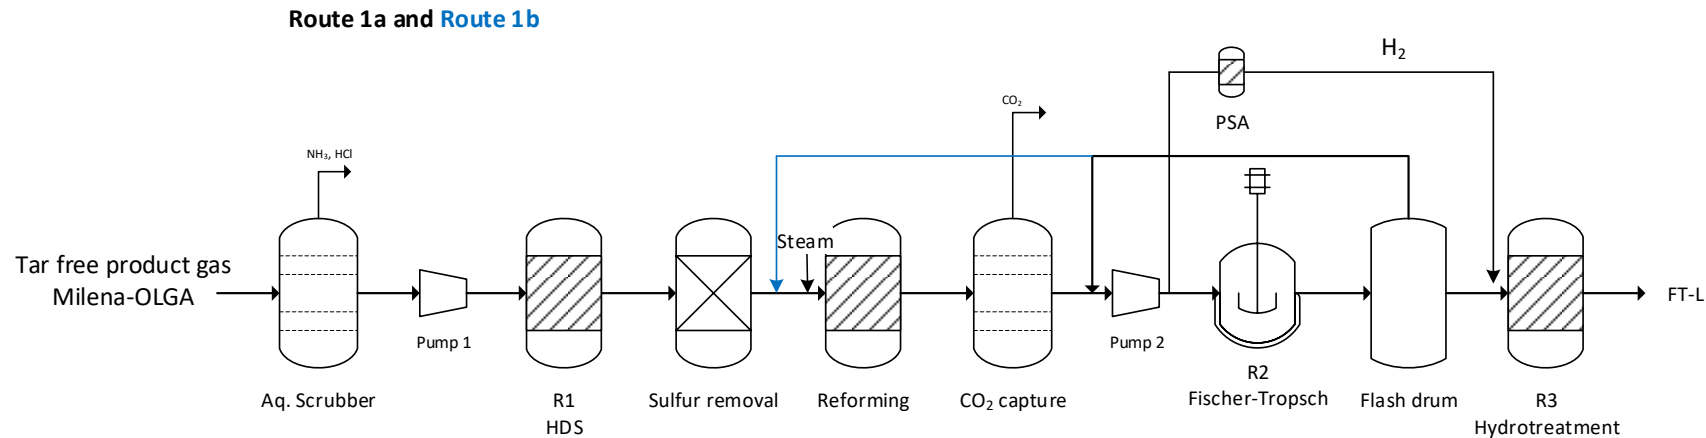 Route 1a and Route 1b
H₂
CO₂
PSA
NH₃, HCl
Steam
Tar free product gas
Milena-OLGA
FT-L
Pump 1
Pump 2
Aq. Scrubber
R1
HDS
Sulfur removal
Reforming
CO₂ capture
R2
Fischer-Tropsch
Flash drum
R3
Hydrotreatment